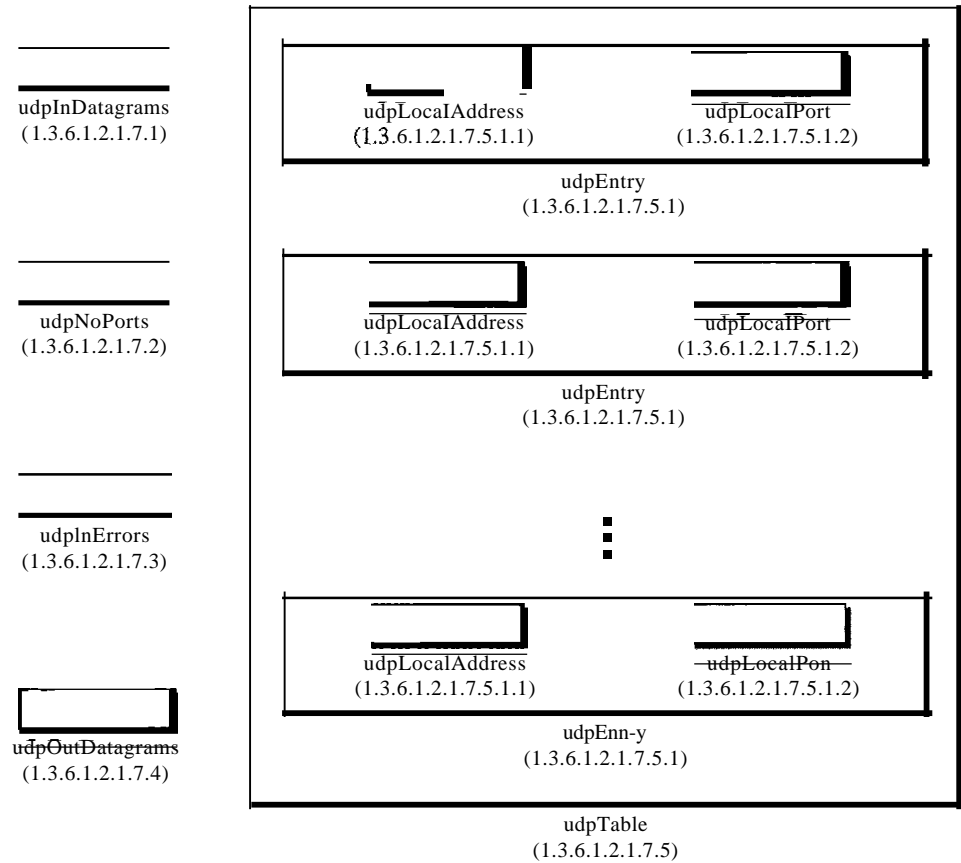 udpInDatagrams
(1.3.6.1.2.1.7.1)
udpNoPorts
(1.3.6.1.2.1.7.2)
udplnErrors
(1.3.6.1.2.1.7.3)
udpOutDatagrams
(1.3.6.1.2.1.7.4)
udpLocaIAddress
(1.3.6.1.2.1.7.5.1.1)
udpLocaIPort
(1.3.6.1.2.1.7.5.1.2)
udpEntry
(1.3.6.1.2.1.7.5.1)
udpLocaIAddress
(1.3.6.1.2.1.7.5.1.1)
udpLocaIPort
(1.3.6.1.2.1.7.5.1.2)
udpEntry
(1.3.6.1.2.1.7.5.1)
udpLocalAddress
(1.3.6.1.2.1.7.5.1.1)
udpLocalPon
(1.3.6.1.2.1.7.5.1.2)
udpEnn-y
(1.3.6.1.2.1.7.5.1)
udpTable
(1.3.6.1.2.1.7.5)